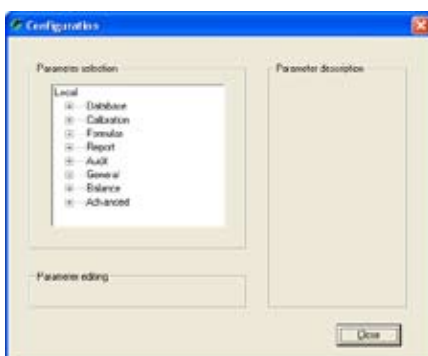 Configuration
Parameter selection
Local
Database
Calibration
Formulas
Report
Audit
General
Balance
Advanced
Parameter editing
Parameter description
Close